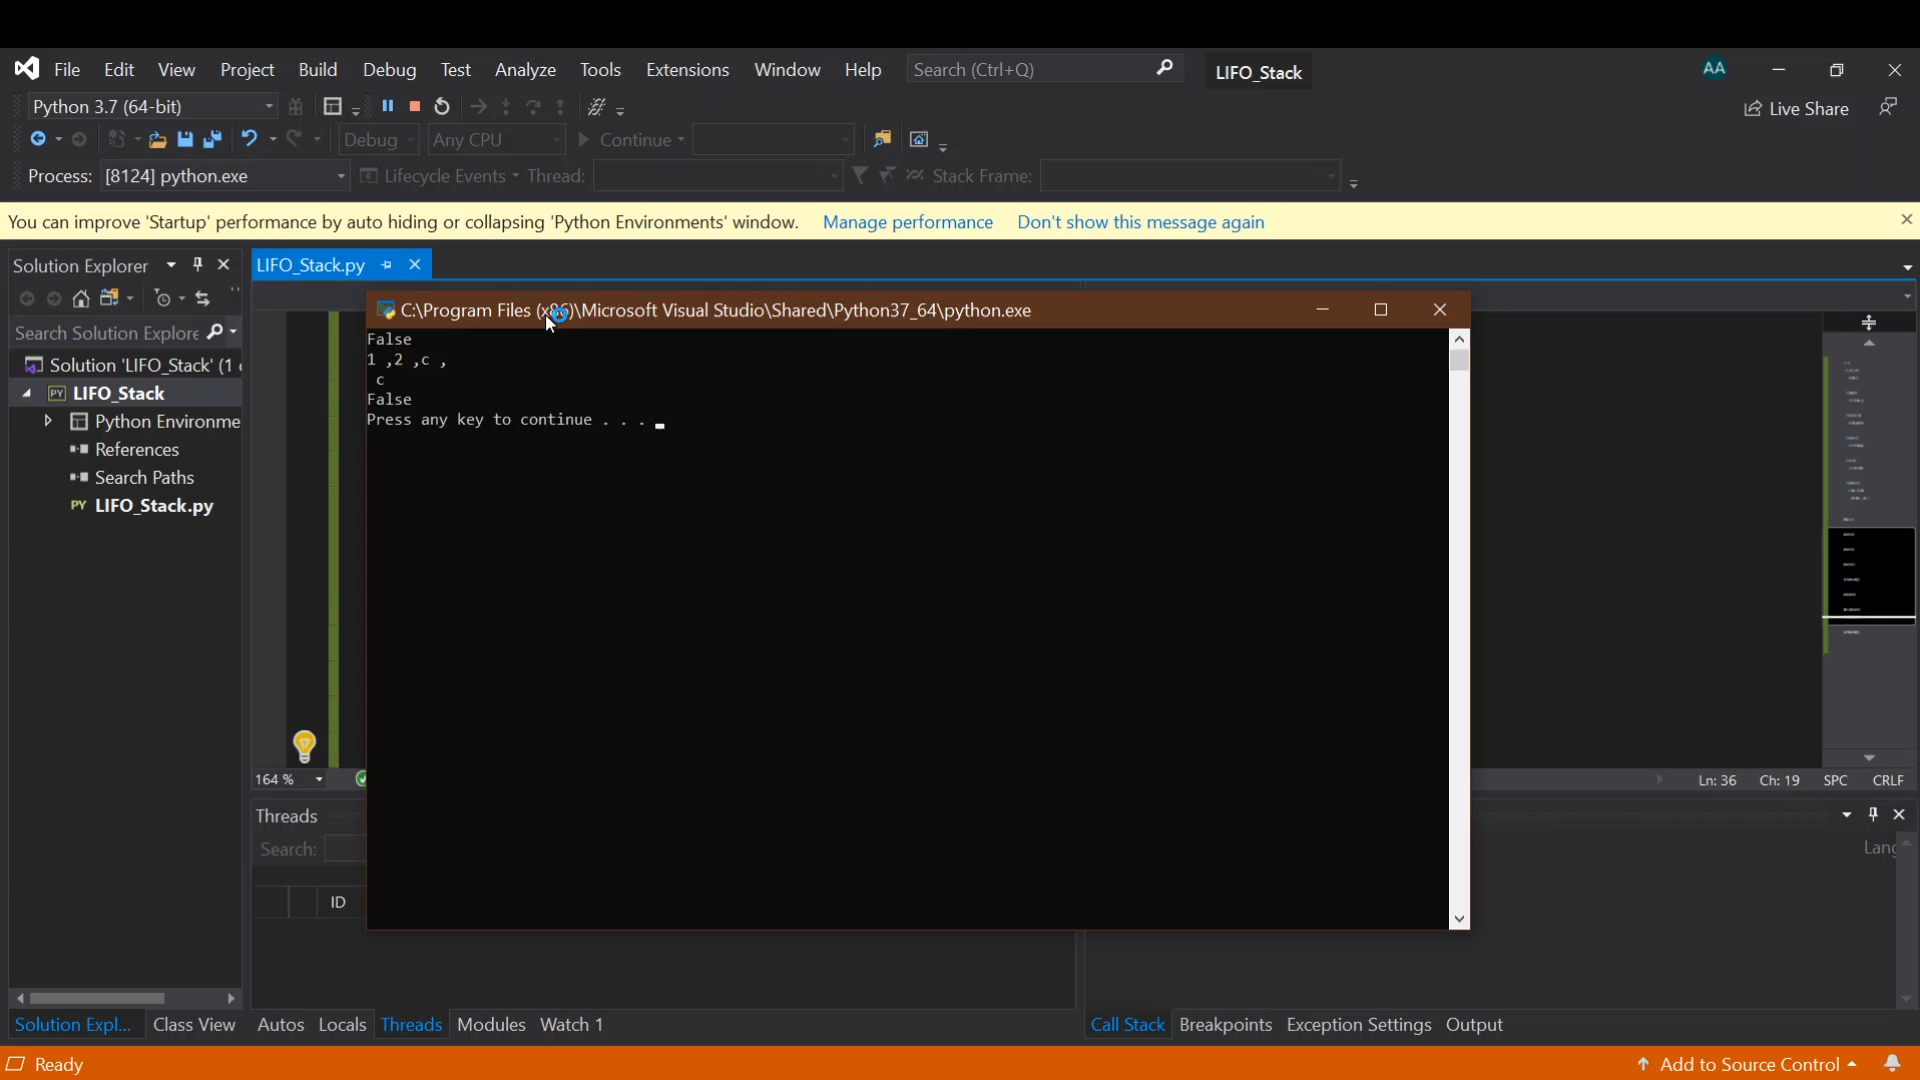 File Edit View Project Build Debug Test Analyze Tools Extensions Window Help Search (Ctrl+Q) LIFO_Stack AA
Python 3.7 (64-bit) Live Share
Debug Any CPU Continue
Process: [8124] python.exe Lifecycle Events Thread: Stack Frame:
You can improve 'Startup' performance by auto hiding or collapsing 'Python Environments' window. Manage performance Don't show this message again
Solution Explorer
LIFO_Stack.py
Search Solution Explore
Solution 'LIFO_Stack' (1
PY LIFO_Stack
Python Environme
References
Search Paths
PY LIFO_Stack.py
C:\Program Files (x86)\Microsoft Visual Studio\Shared\Python37_64\python.exe
False
1 ,2 ,c ,
c
False
Press any key to continue . . .
164 % Ln: 36 Ch: 19 SPC CRLF
Threads
Search: Lang
ID
Solution Expl... Class View Autos Locals Threads Modules Watch 1 Call Stack Breakpoints Exception Settings Output
Ready Add to Source Control